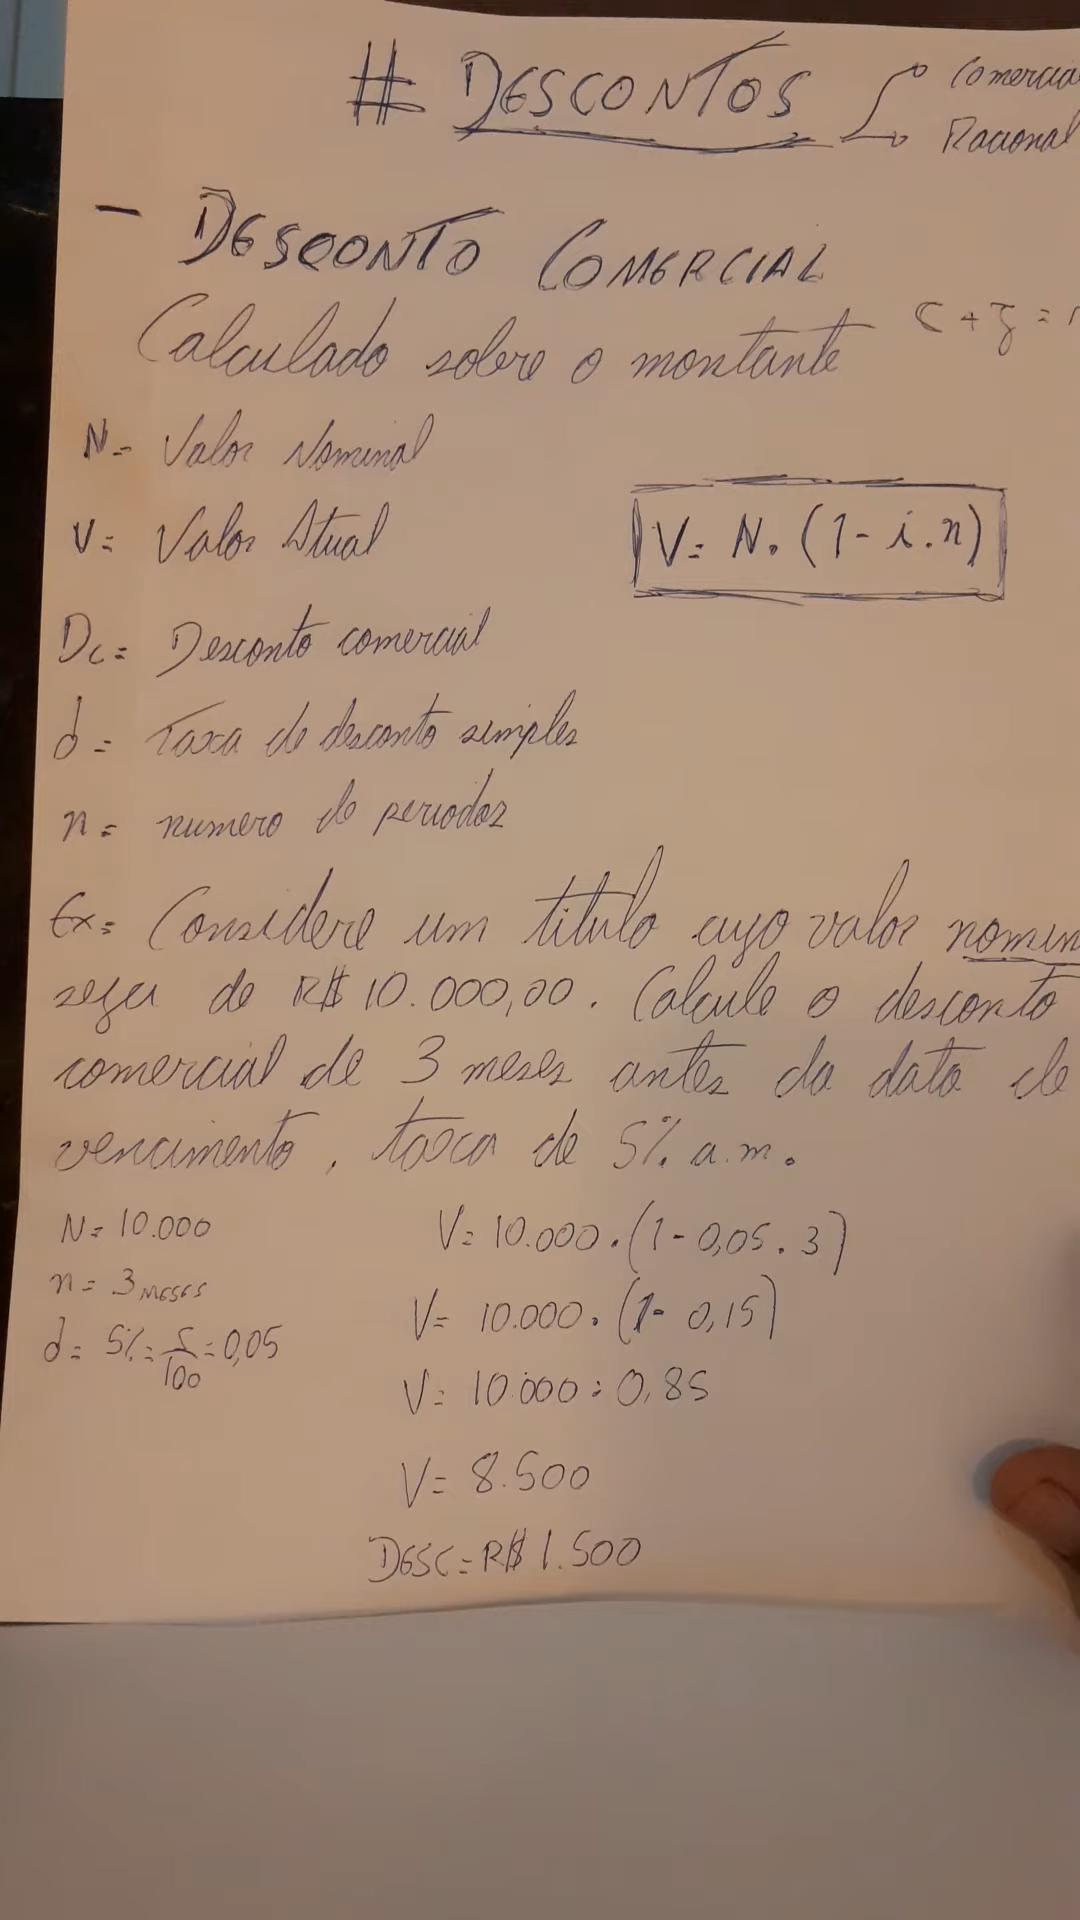 # DESCONTOS
Comercia
Racional
- DESCONTO COMERCIAL
Calculado sobre o montante
C + J =
N = Valor Nominal
V = Valor Atual
V = N . (1 - i . n)
Dc = Desconto comercial
d = Taxa de desconto simples
n = numero de periodos
Ex = Considere um titulo cujo valor nomin
seja de R$ 10.000,00. Calcule o desconto
comercial de 3 meses antes da data de
vencimento, taxa de 5% a.m.
N = 10.000
n = 3 MESES
d = 5% = 5/100 = 0,05
V = 10.000 . (1 - 0,05 . 3)
V = 10.000 . (1 - 0,15)
V = 10.000 : 0,85
V = 8.500
DESC = R$ 1.500